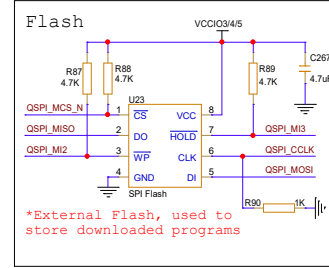 Flash
VCCIO3/4/5
R87
4.7K
R88
4.7K
R89
4.7K
C267
4.7uF
U23
QSPI_MCS_N
1
CS
VCC
8
QSPI_MISO
2
DO
HOLD
7
QSPI_MI3
QSPI_MI2
3
WP
CLK
6
QSPI_CCLK
4
GND
DI
5
QSPI_MOSI
SPI Flash
R90
1K
*External Flash, used to
store downloaded programs